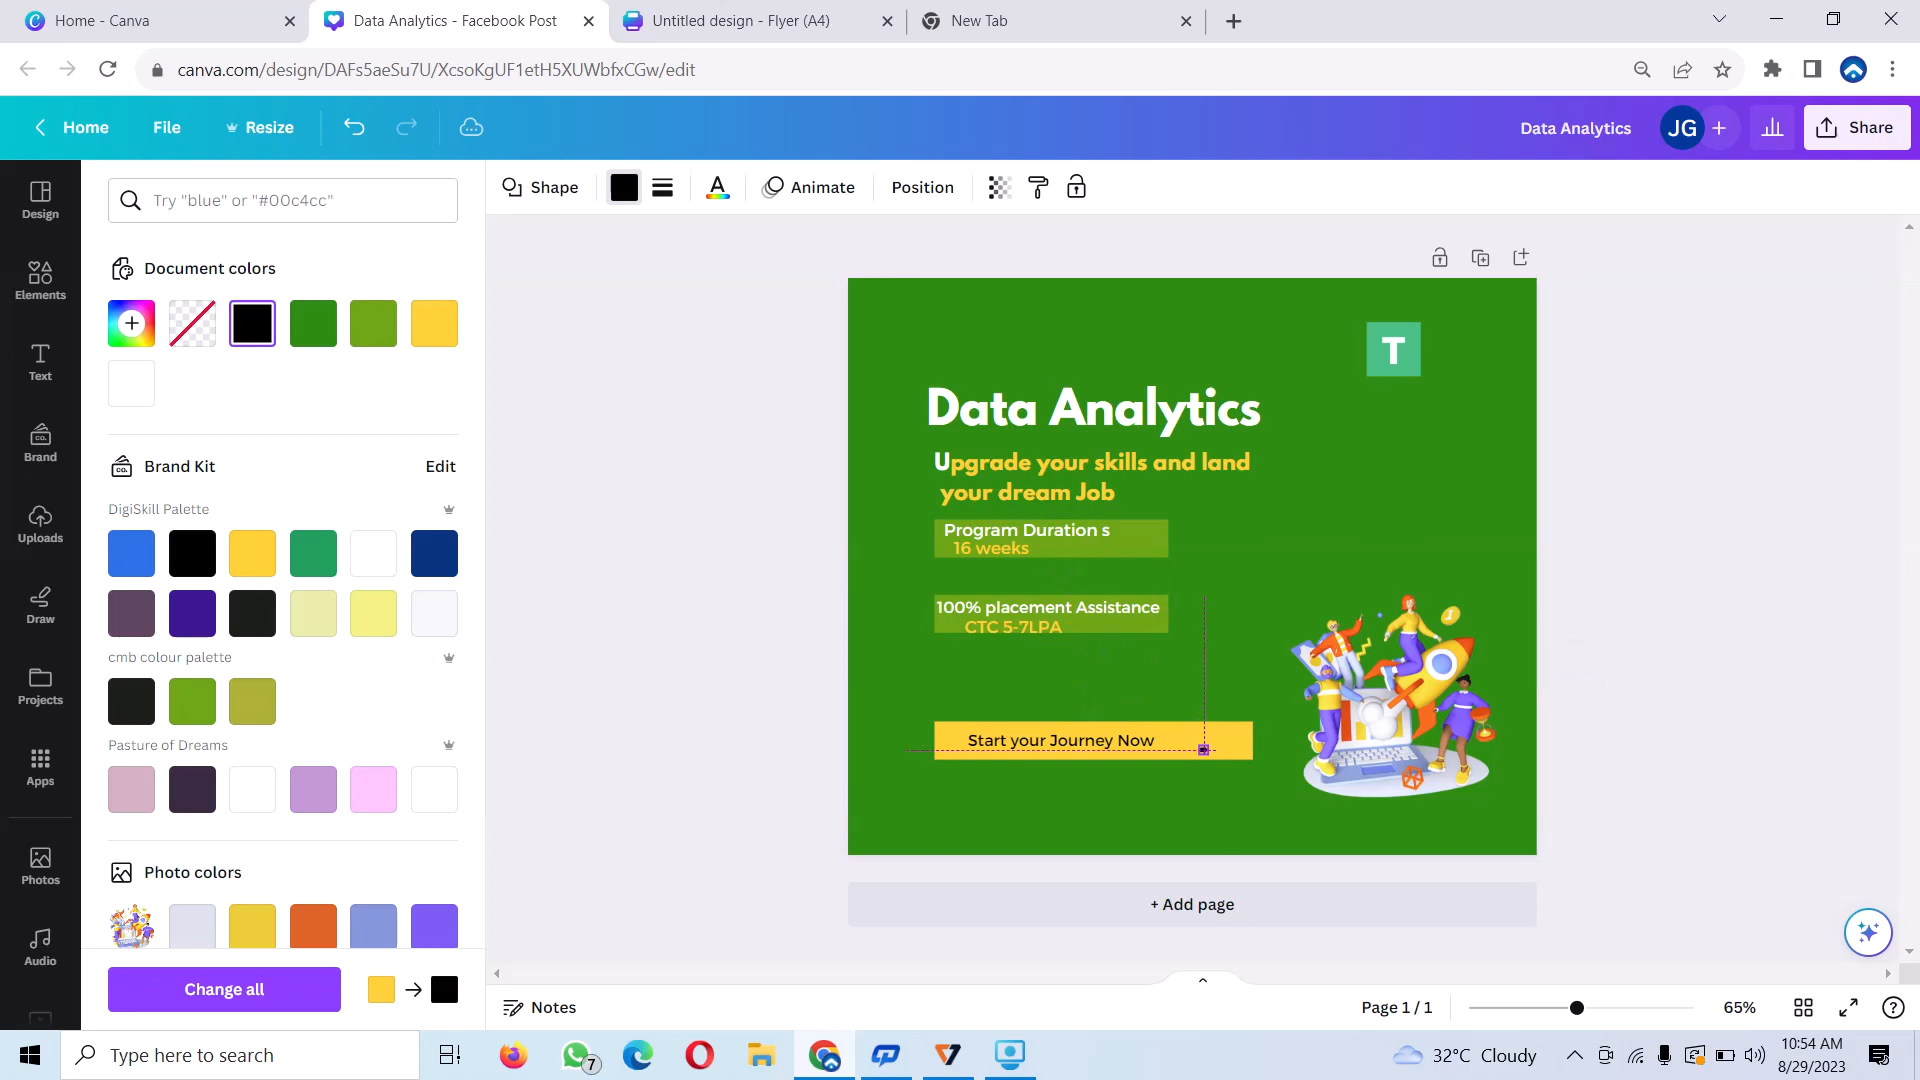 Home - Canva
Data Analytics - Facebook Post
Untitled design - Flyer (A4)
New Tab
canva.com/design/DAFs5aeSu7U/XcsoKgUF1etH5XUWbfxCGw/edit
Home
File
Resize
Data Analytics
JG
Share
Design
Elements
Text
Brand
Uploads
Draw
Projects
Apps
Photos
Audio
Try "blue" or "#00c4cc"
Document colors
Brand Kit
Edit
DigiSkill Palette
cmb colour palette
Pasture of Dreams
Photo colors
Change all
Shape
Animate
Position
T
Data Analytics
Upgrade your skills and land
your dream Job
Program Duration s
16 weeks
100% placement Assistance
CTC 5-7LPA
Start your Journey Now
+ Add page
Notes
Page 1 / 1
65%
Type here to search
7
32°C Cloudy
10:54 AM
8/29/2023